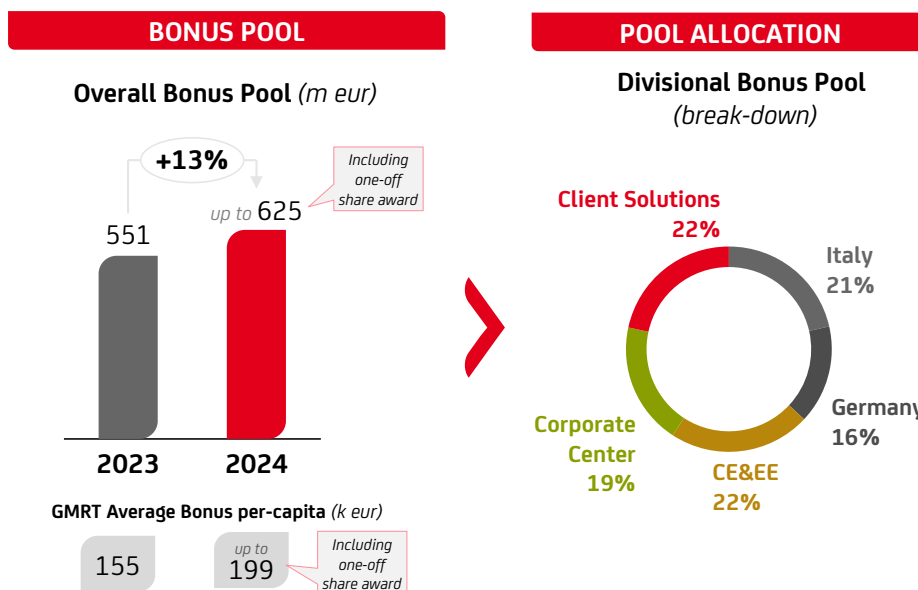 BONUS POOL
Overall Bonus Pool (m eur)
+13%
Including
one-off
share award
up to 625
551
2023
2024
GMRT Average Bonus per-capita (k eur)
155
up to
199
Including
one-off
share award
POOL ALLOCATION
Divisional Bonus Pool
(break-down)
Client Solutions
22%
Italy
21%
Germany
16%
CE&EE
22%
Corporate
Center
19%